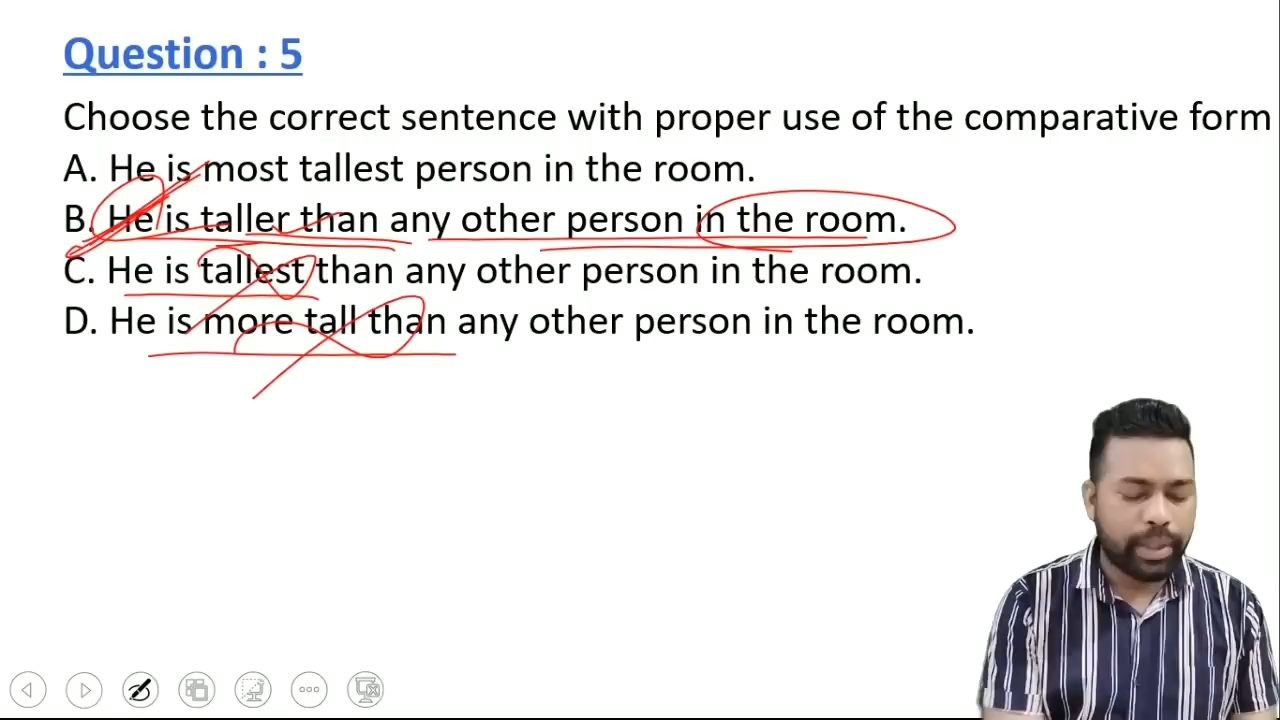 Question : 5
Choose the correct sentence with proper use of the comparative form
A. He is most tallest person in the room.
B. He is taller than any other person in the room.
C. He is tallest than any other person in the room.
D. He is more tall than any other person in the room.